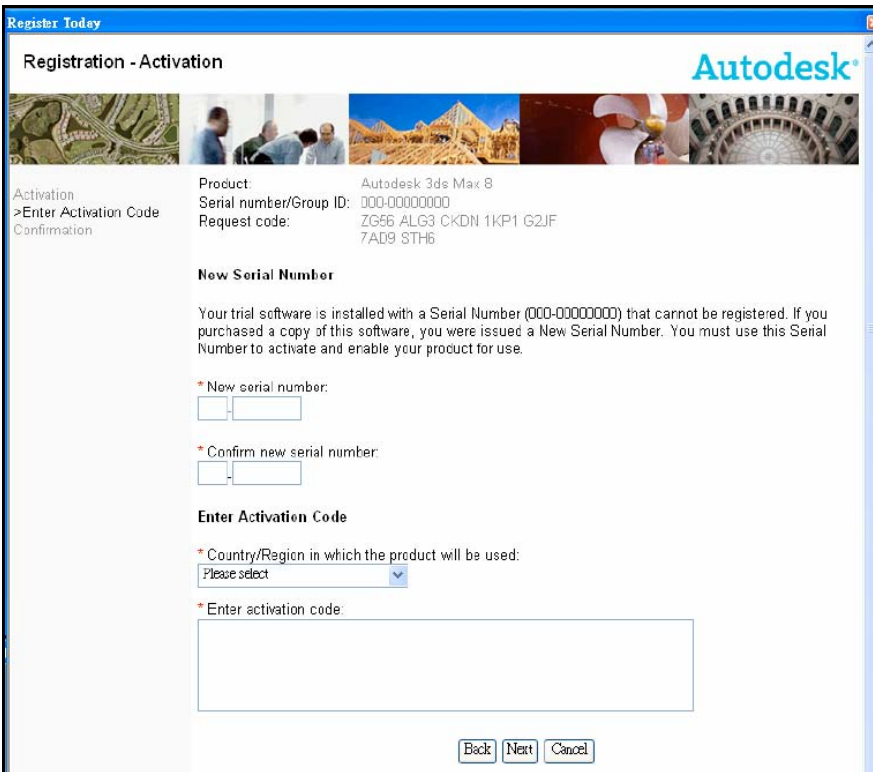 Register Today
Registration - Activation
Autodesk®
Activation
>Enter Activation Code
Confirmation
Product: Autodesk 3ds Max 8
Serial number/Group ID: 000-00000000
Request code: ZG56 ALG3 CKDN 1KP1 G2JF
7AD9 STH6
New Serial Number
Your trial software is installed with a Serial Number (000-00000000) that cannot be registered. If you
purchased a copy of this software, you were issued a New Serial Number. You must use this Serial
Number to activate and enable your product for use.
* New serial number:
-
* Confirm new serial number:
-
Enter Activation Code
* Country/Region in which the product will be used:
Please select
* Enter activation code:
Back Next Cancel